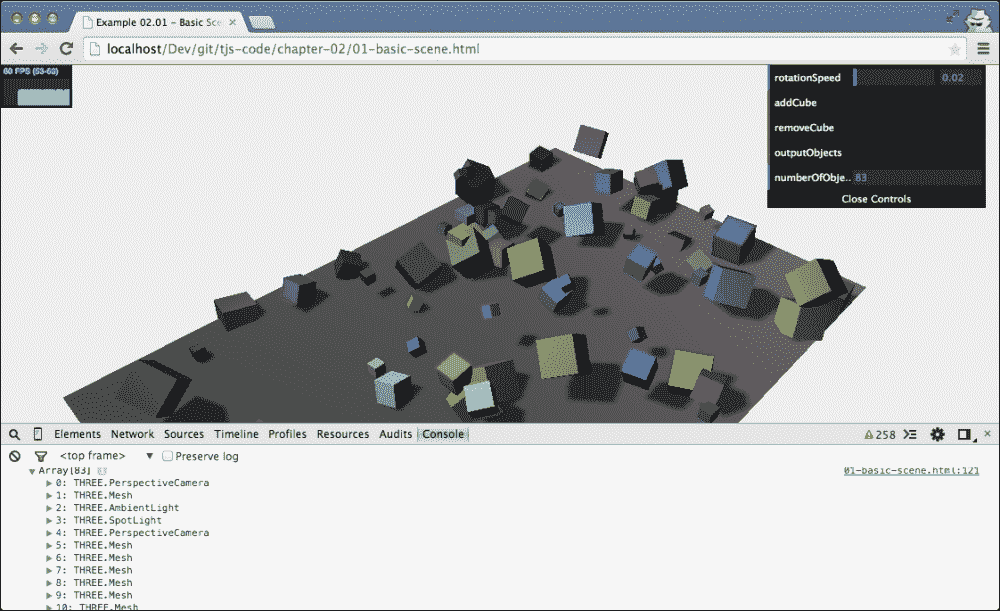 Example 02.01 - Basic Sce
localhost/Dev/git/tjs-code/chapter-02/01-basic-scene.html
60 FPS (53-60)
rotationSpeed 0.02
addCube
removeCube
outputObjects
numberOfObje.. 83
Close Controls
Elements Network Sources Timeline Profiles Resources Audits Console 258
<top frame> Preserve log
Array[83] 01-basic-scene.html:121
0: THREE.PerspectiveCamera
1: THREE.Mesh
2: THREE.AmbientLight
3: THREE.SpotLight
4: THREE.PerspectiveCamera
5: THREE.Mesh
6: THREE.Mesh
7: THREE.Mesh
8: THREE.Mesh
9: THREE.Mesh
10: THREE.Mesh